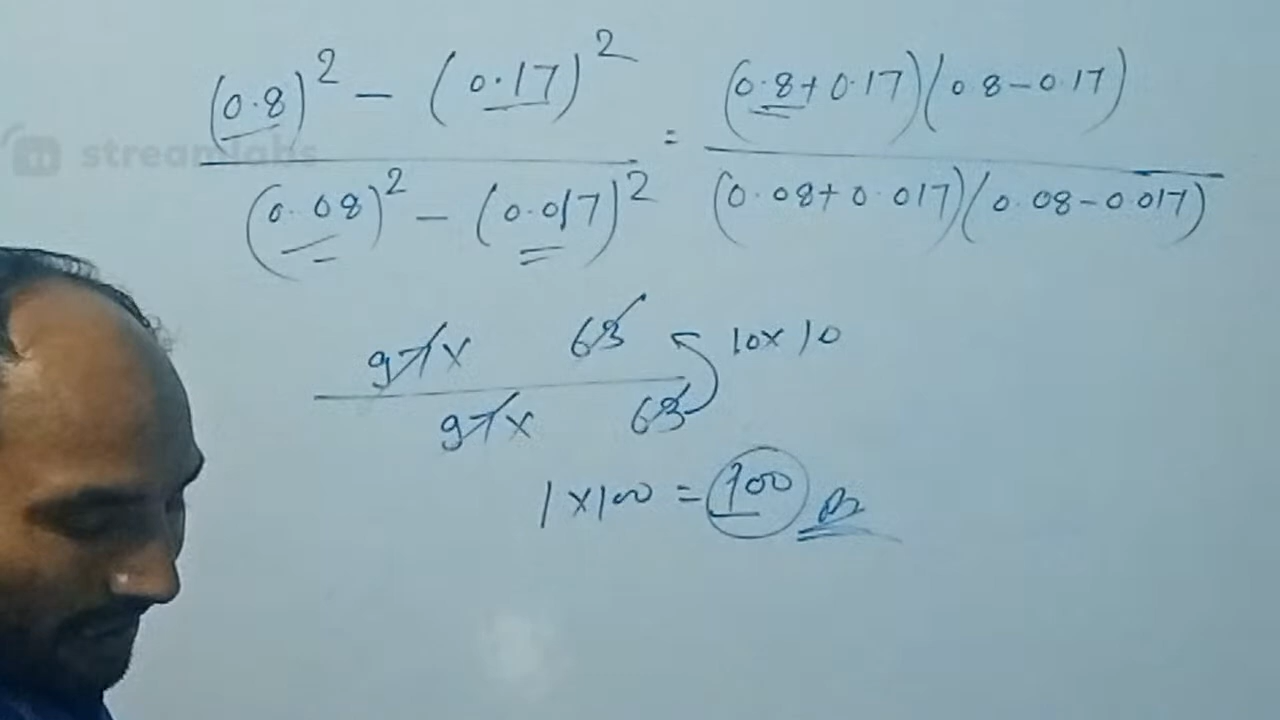 streamlabs
(0.8)² - (0.17)² / (0.08)² - (0.017)² = (0.8+0.17)(0.8-0.17) / (0.08+0.017)(0.08-0.017)
97x 63 / 97x 63 10x10
1x100 = 100